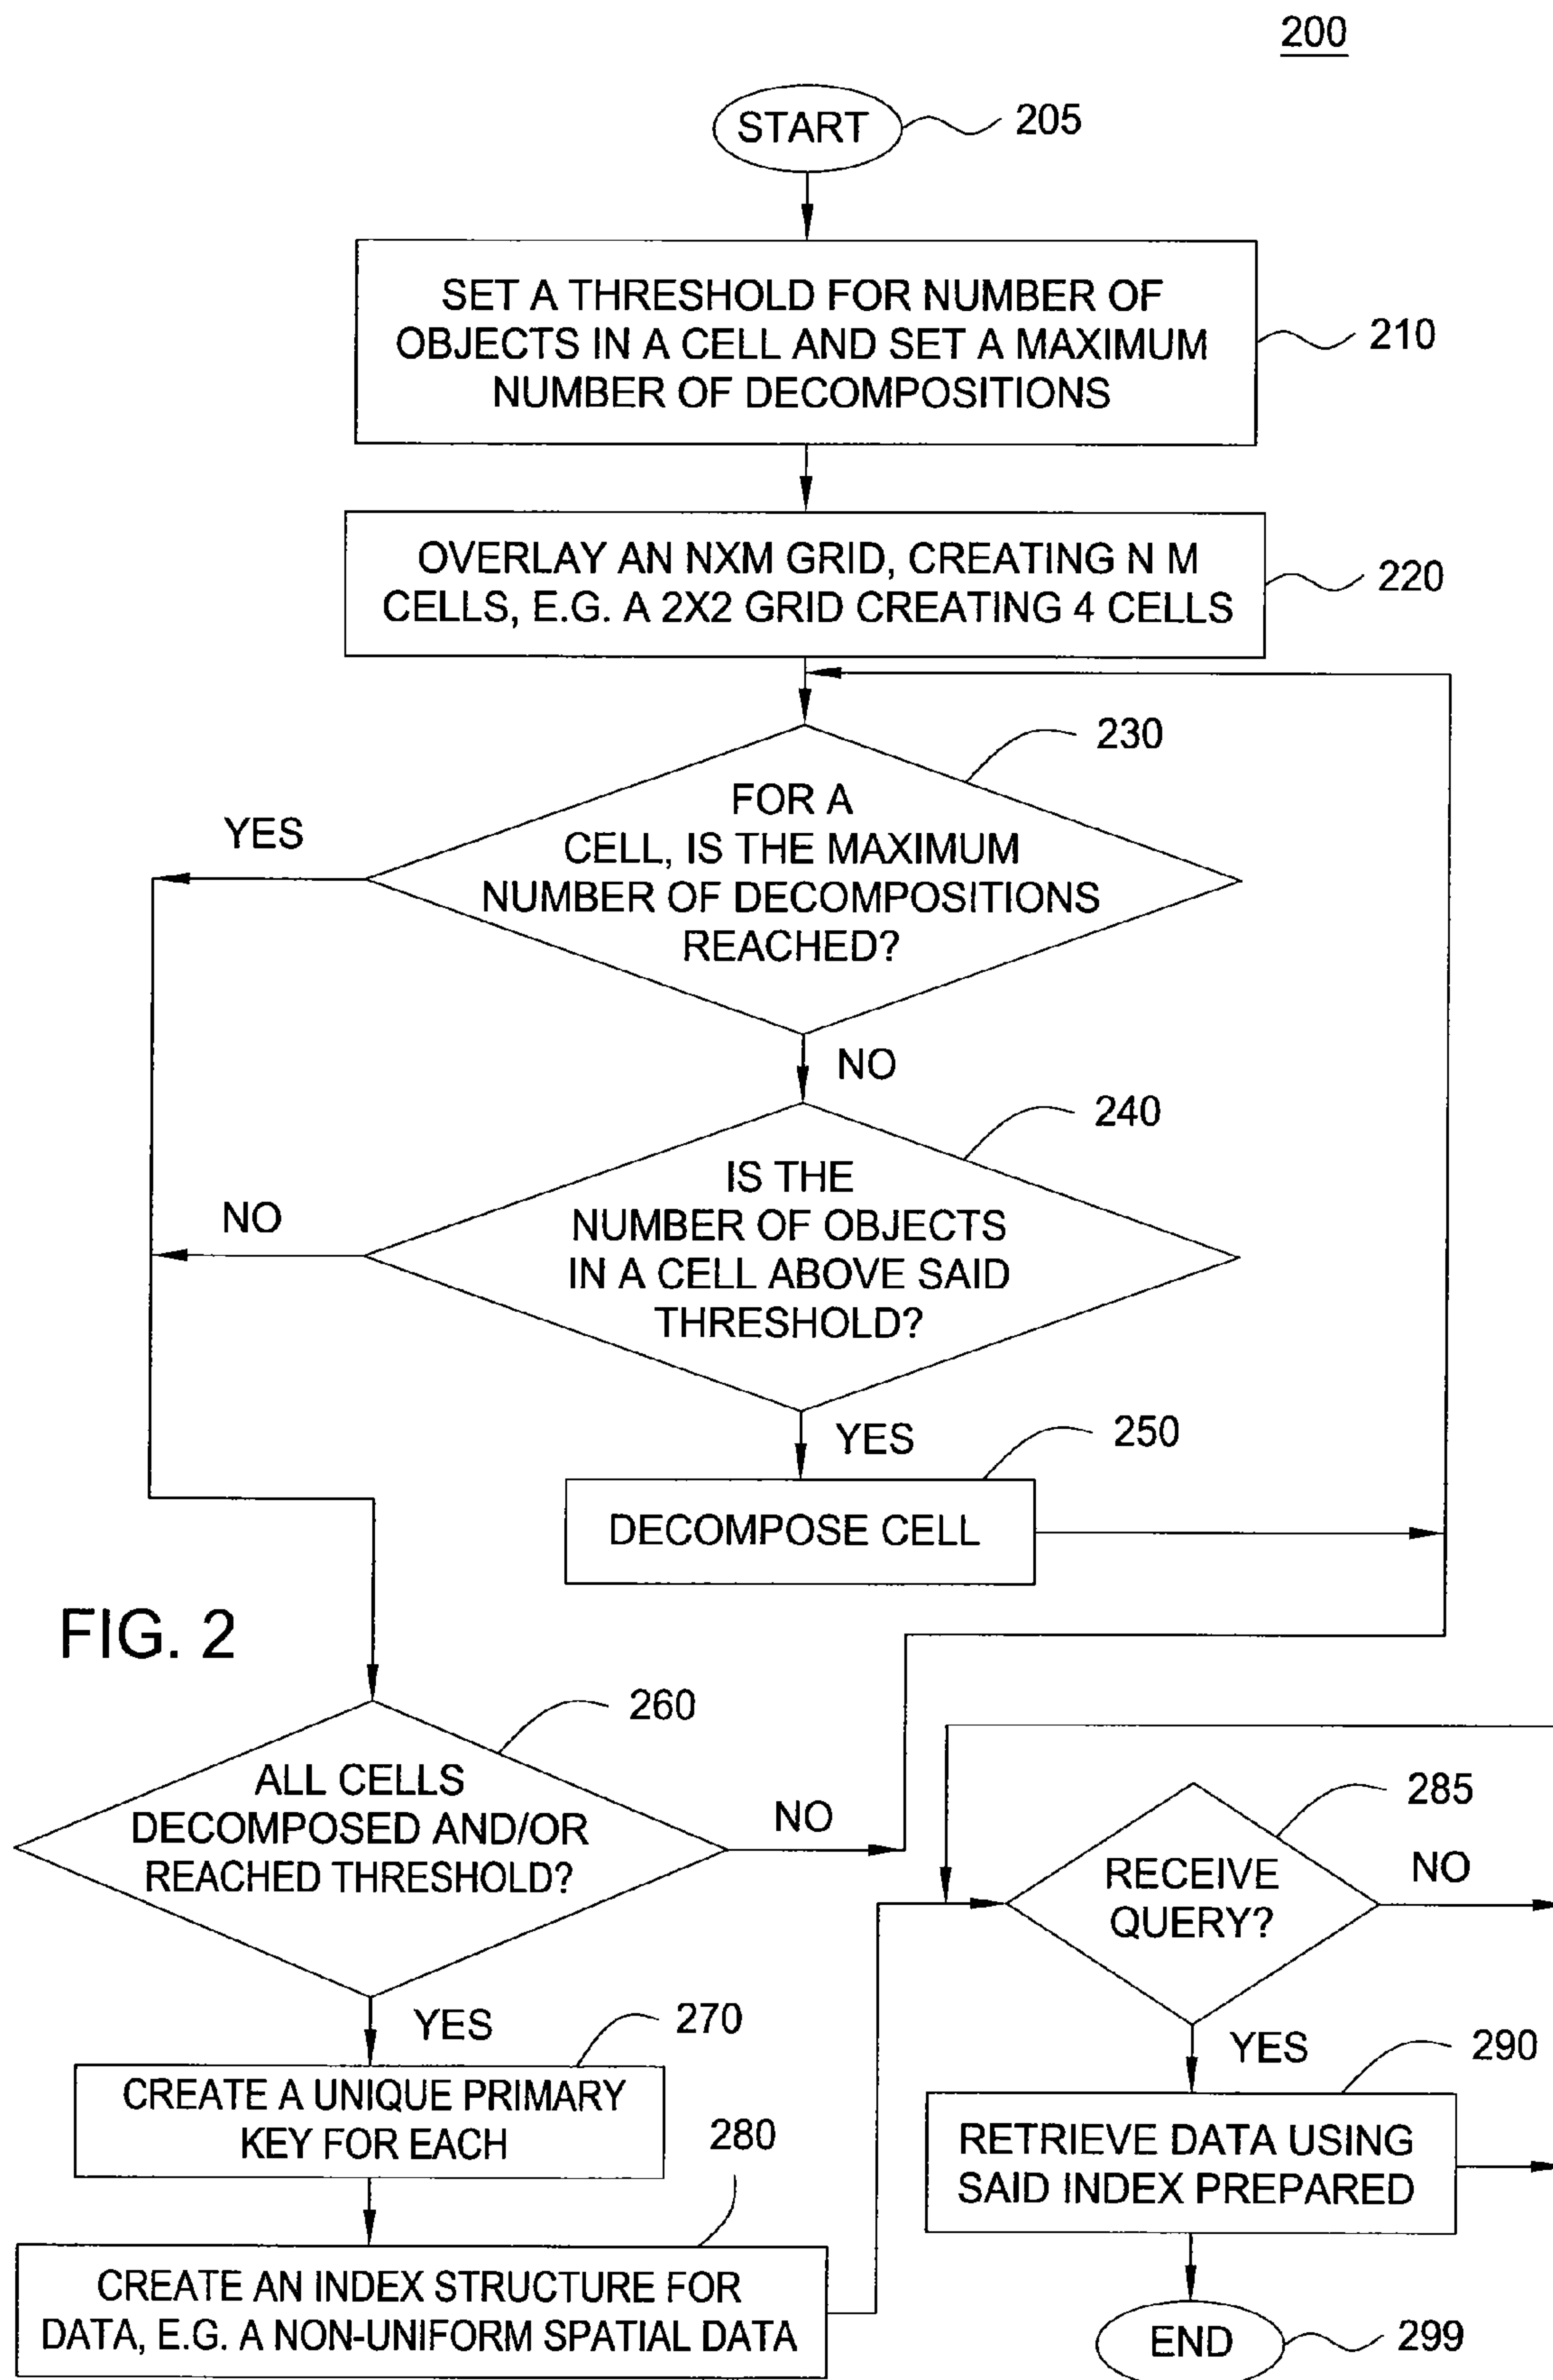 200
START
205
SET A THRESHOLD FOR NUMBER OF
OBJECTS IN A CELL AND SET A MAXIMUM
NUMBER OF DECOMPOSITIONS
210
OVERLAY AN NXM GRID, CREATING N M
CELLS, E.G. A 2X2 GRID CREATING 4 CELLS
220
230
FOR A
CELL, IS THE MAXIMUM
NUMBER OF DECOMPOSITIONS
REACHED?
YES
NO
240
IS THE
NUMBER OF OBJECTS
IN A CELL ABOVE SAID
THRESHOLD?
NO
YES
250
DECOMPOSE CELL
FIG. 2
260
ALL CELLS
DECOMPOSED AND/OR
REACHED THRESHOLD?
NO
YES
270
CREATE A UNIQUE PRIMARY
KEY FOR EACH
280
CREATE AN INDEX STRUCTURE FOR
DATA, E.G. A NON-UNIFORM SPATIAL DATA
285
RECEIVE
QUERY?
NO
YES
290
RETRIEVE DATA USING
SAID INDEX PREPARED
END
299